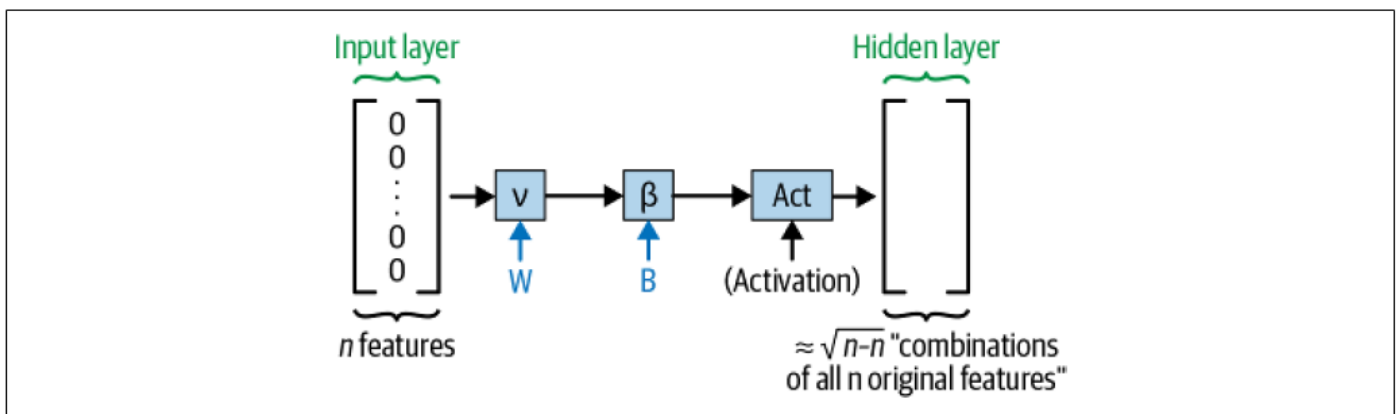 Input layer
Hidden layer
0
0
⋮
0
0
ν
β
Act
W
B
(Activation)
n features
≈ √n–n "combinations
of all n original features"